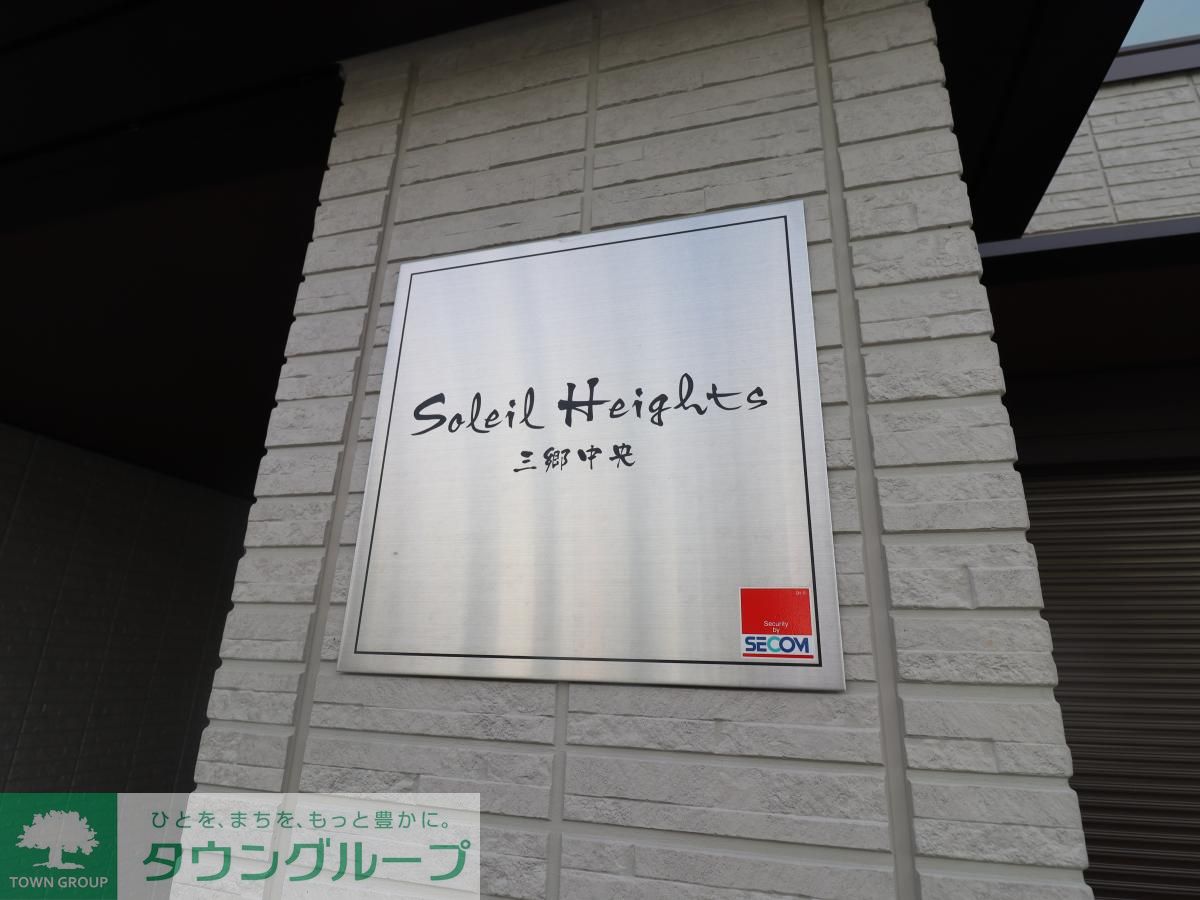 Soleil Heights
三郷中央
Security
by
SECOM
ひとを、まちを、もっと豊かに。
タウングループ
TOWN GROUP